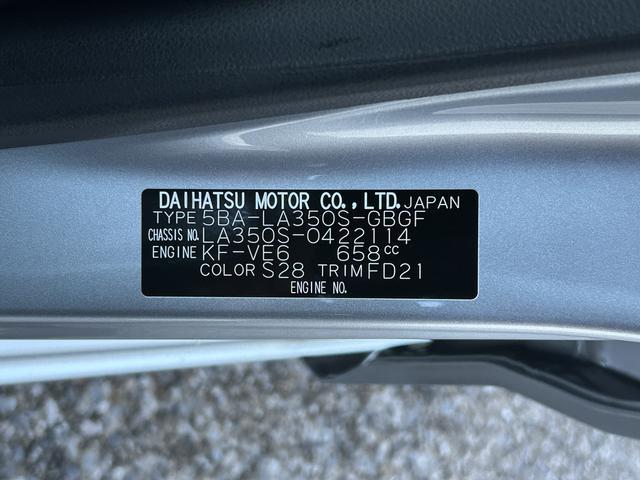 DAIHATSU MOTOR CO.,LTD. JAPAN
TYPE 5BA-LA350S-GBGF
CHASSIS NO. LA350S-0422114
ENGINE KF-VE6 658cc
COLOR S28 TRIM FD21
ENGINE NO.